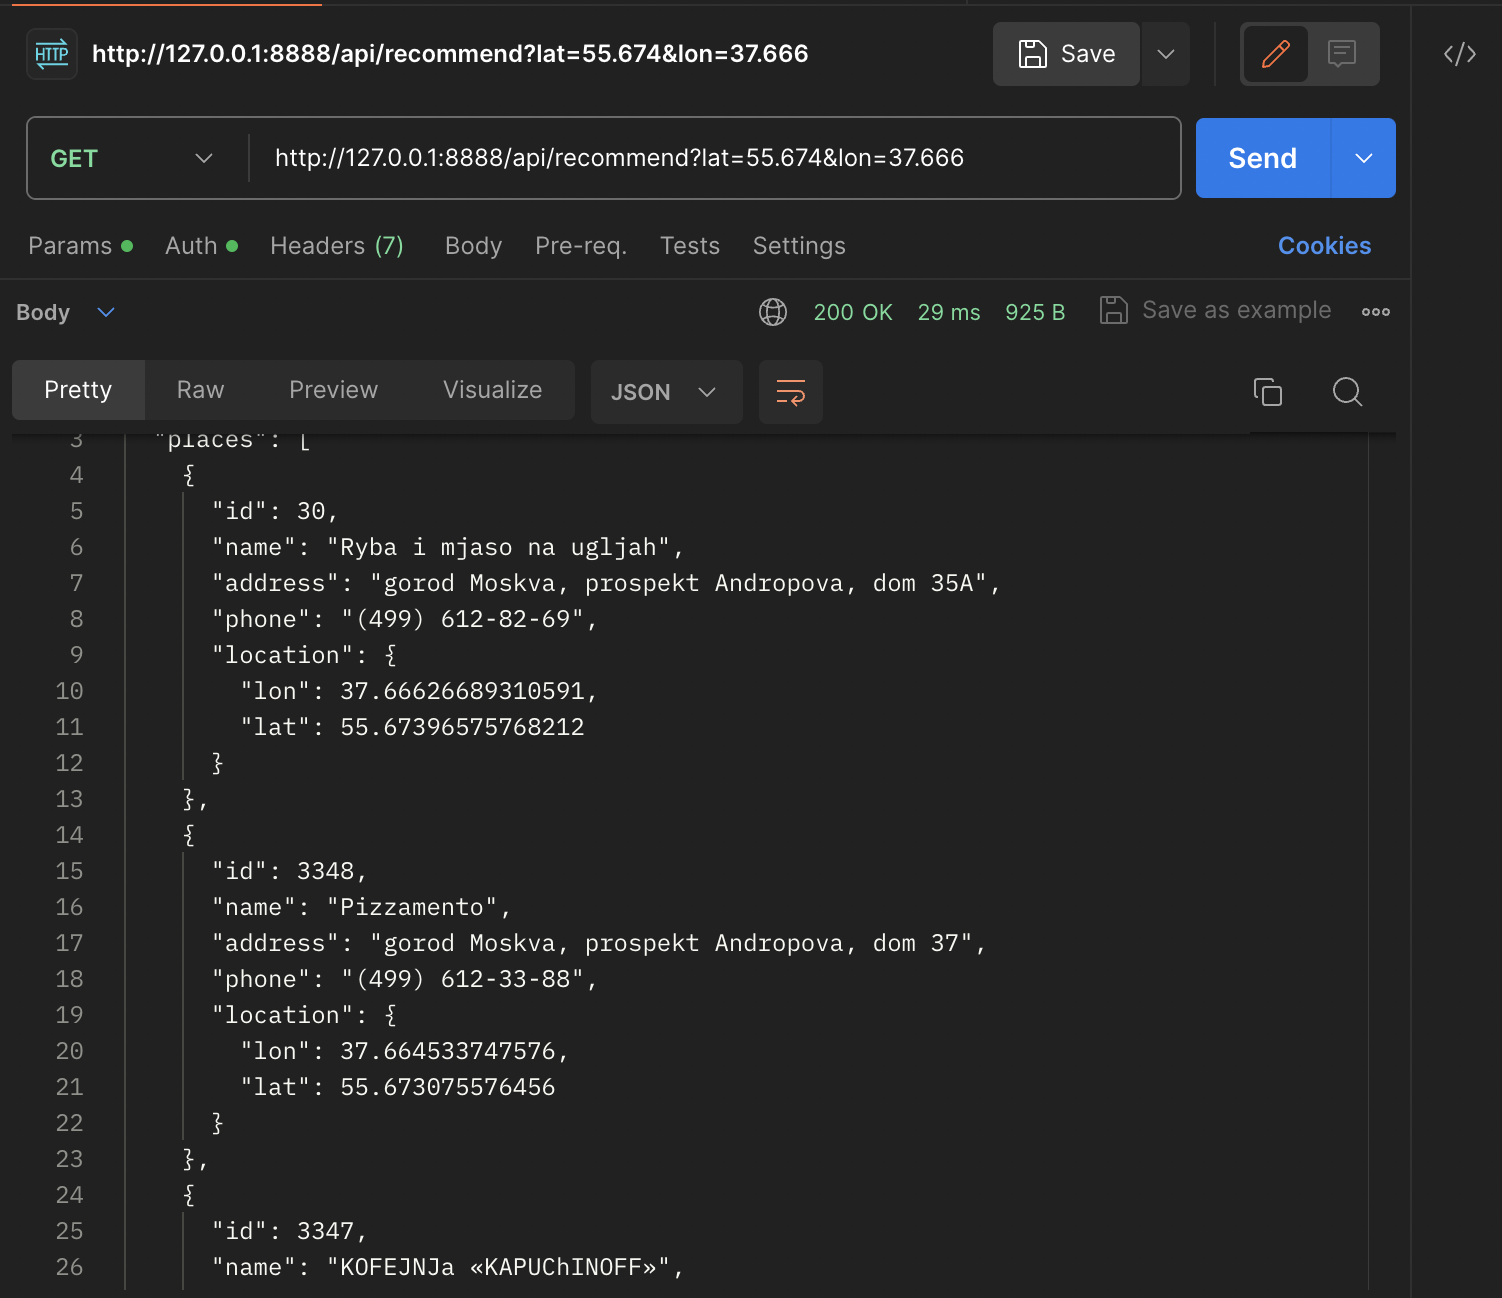 HTTP http://127.0.0.1:8888/api/recommend?lat=55.674&lon=37.666 Save
GET http://127.0.0.1:8888/api/recommend?lat=55.674&lon=37.666 Send
Params Auth Headers (7) Body Pre-req. Tests Settings Cookies
Body 200 OK 29 ms 925 B Save as example
Pretty Raw Preview Visualize JSON
3 "places": [
4 {
5 "id": 30,
6 "name": "Ryba i mjaso na ugljah",
7 "address": "gorod Moskva, prospekt Andropova, dom 35A",
8 "phone": "(499) 612-82-69",
9 "location": {
10 "lon": 37.66626689310591,
11 "lat": 55.67396575768212
12 }
13 },
14 {
15 "id": 3348,
16 "name": "Pizzamento",
17 "address": "gorod Moskva, prospekt Andropova, dom 37",
18 "phone": "(499) 612-33-88",
19 "location": {
20 "lon": 37.664533747576,
21 "lat": 55.673075576456
22 }
23 },
24 {
25 "id": 3347,
26 "name": "KOFEJNJa «KAPUChINOFF»",